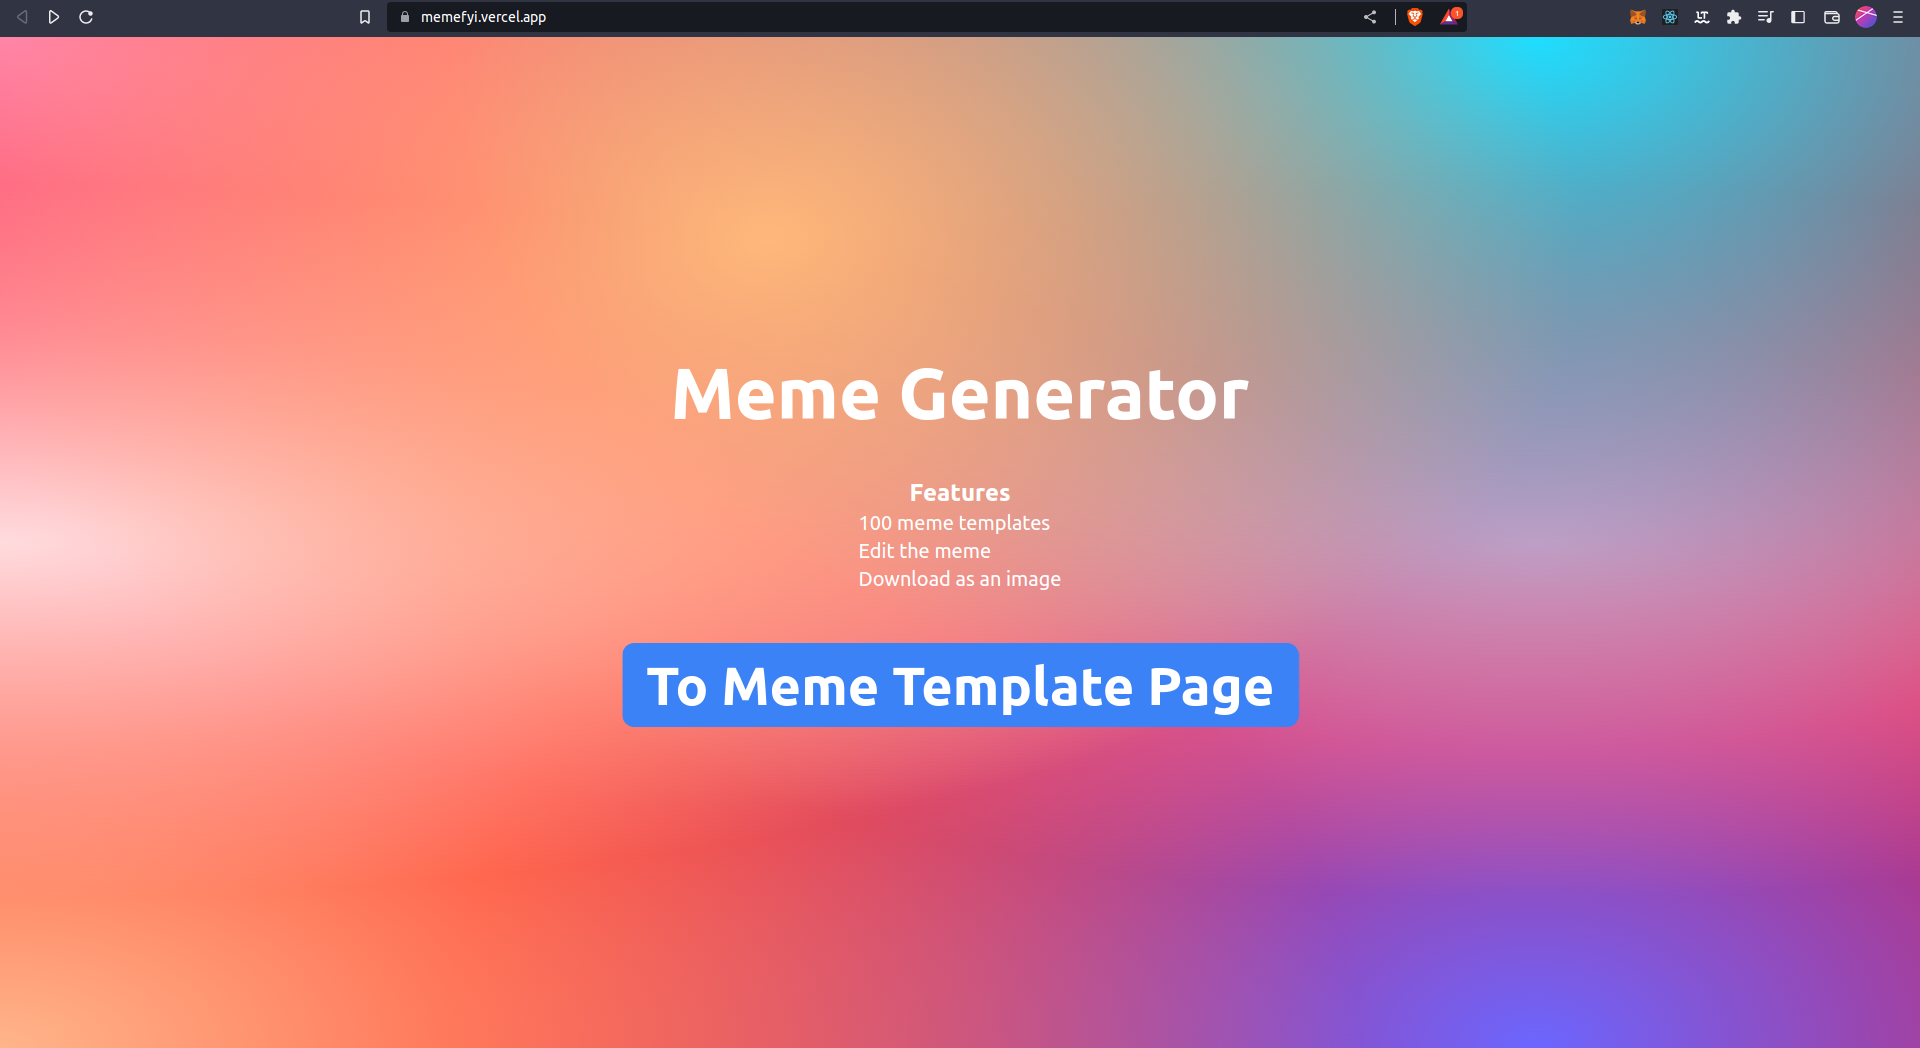 memefyi.vercel.app
1
Meme Generator
Features
100 meme templates
Edit the meme
Download as an image
To Meme Template Page